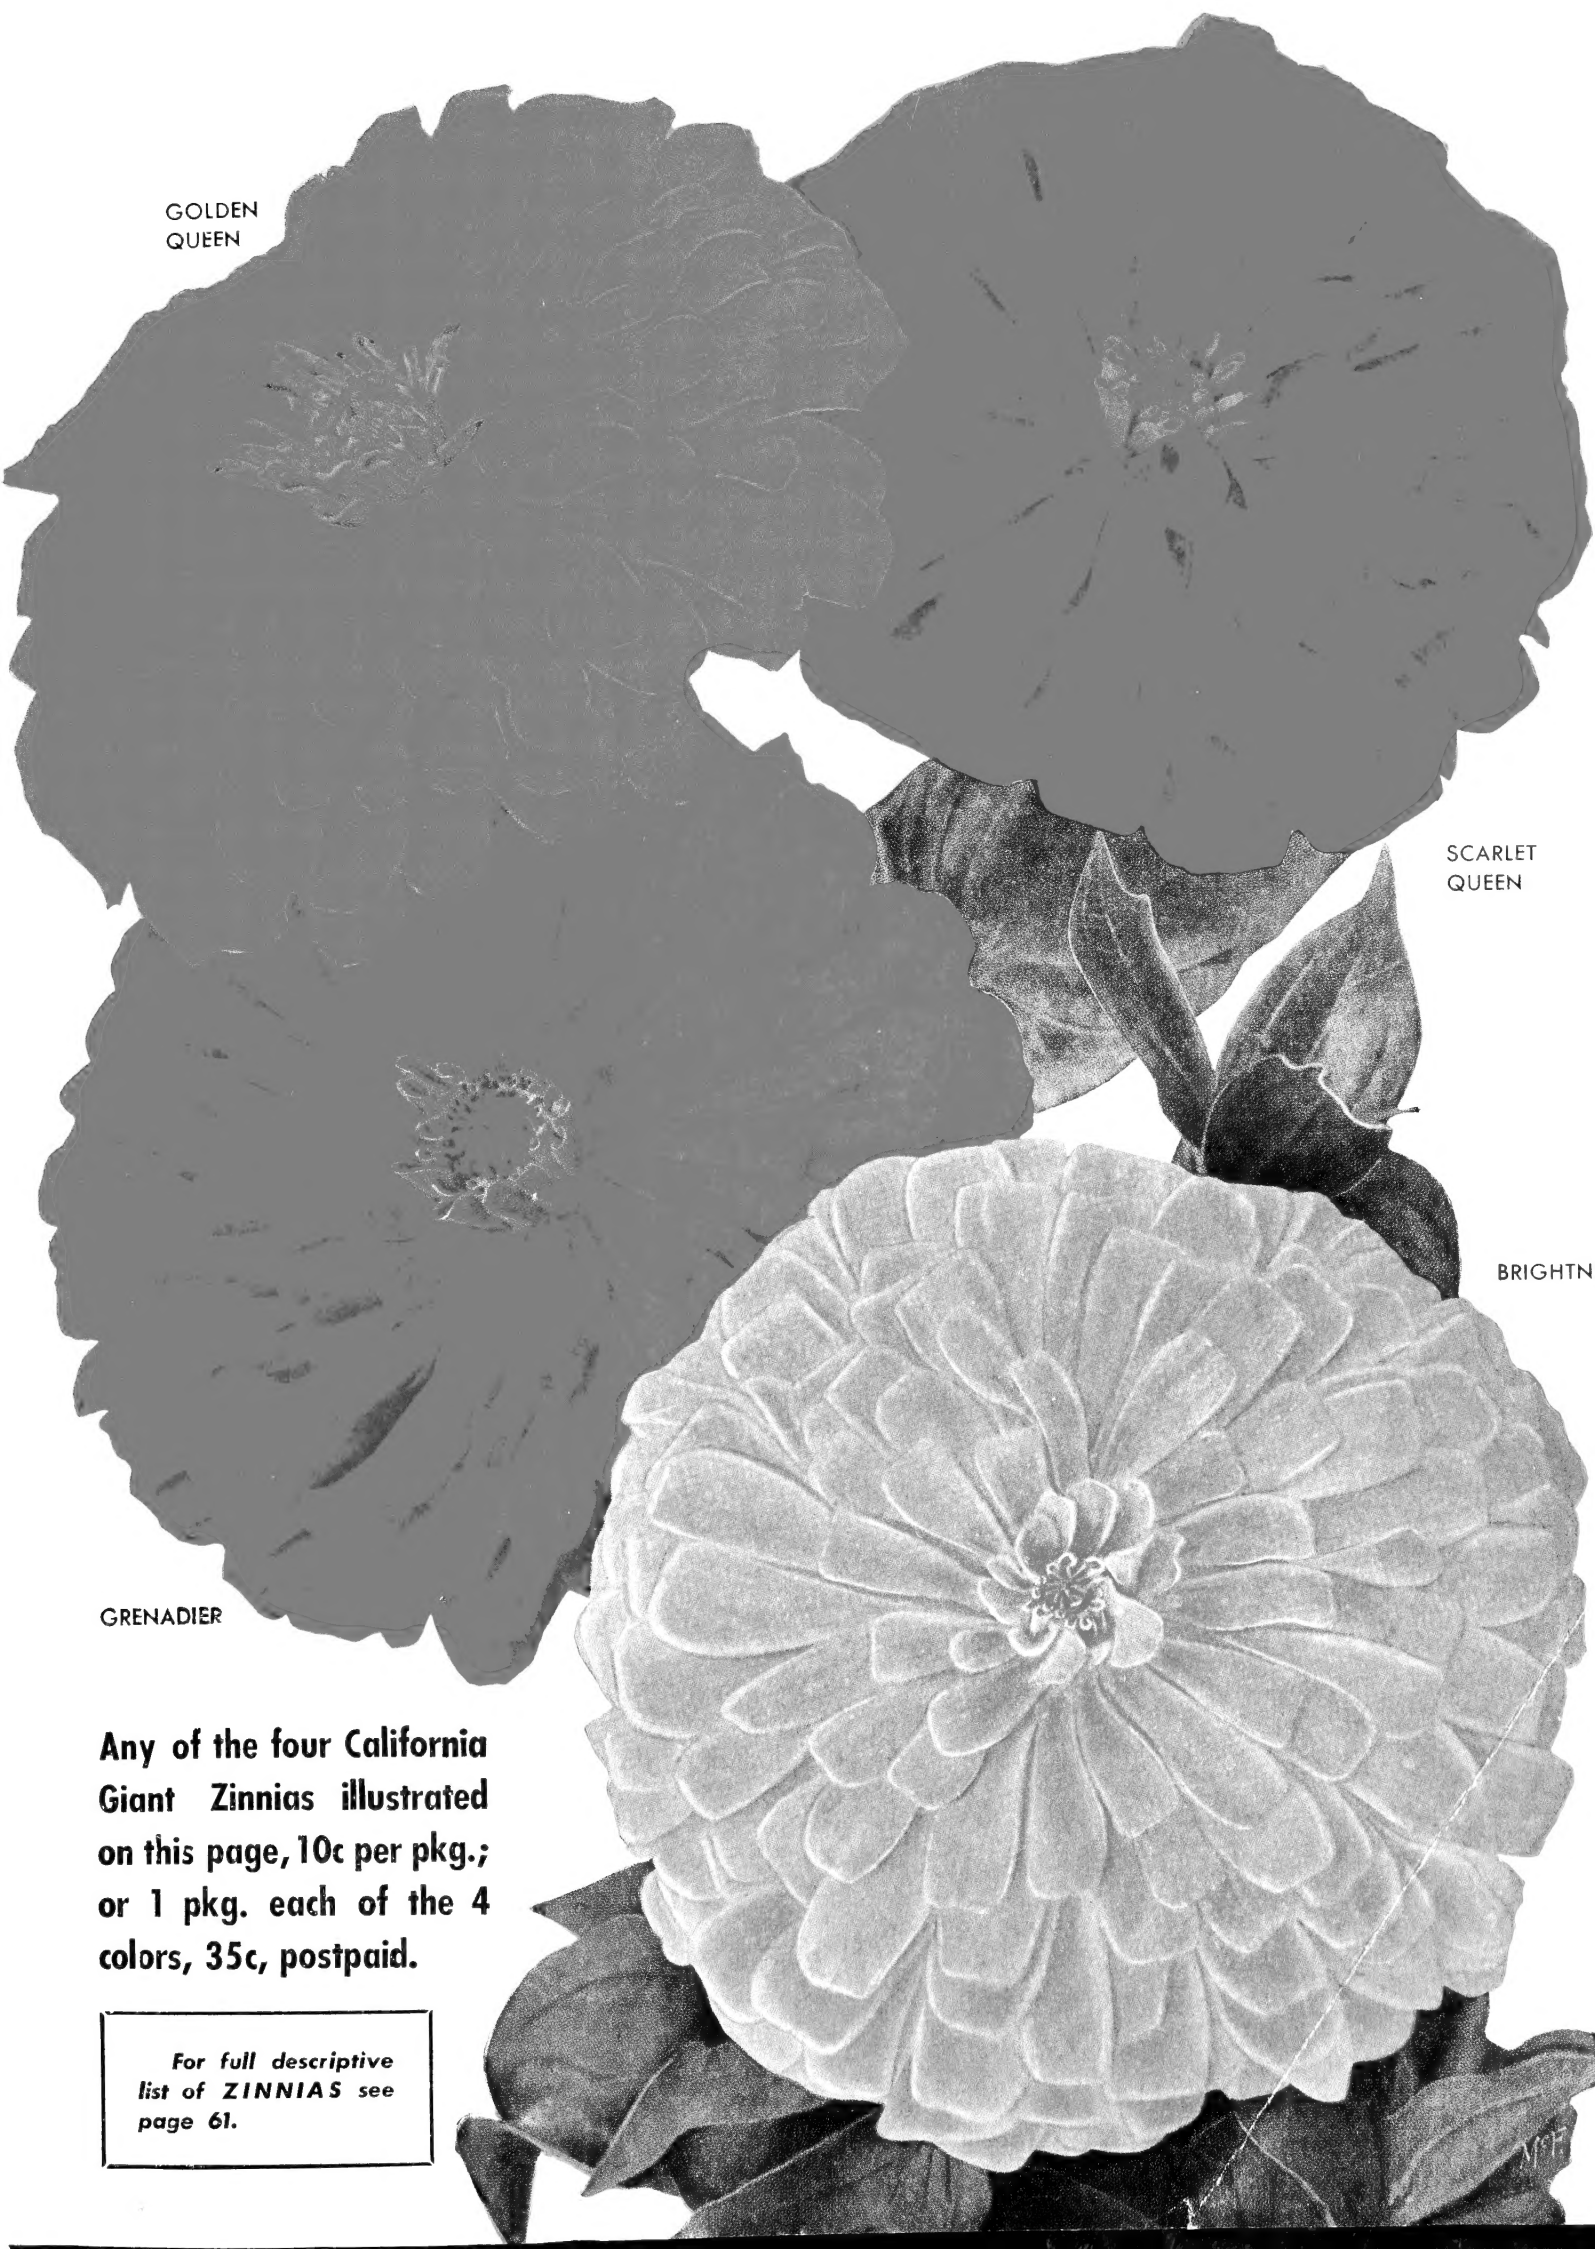 GOLDEN
QUEEN
SCARLET
QUEEN
GRENADIER
Any of the four California
Giant Zinnias illustrated
on this page, 10c per pkg.;
or 1 pkg. each of the 4
colors, 35c, postpaid.
For full descriptive
list of ZINNIAS see
page 61.